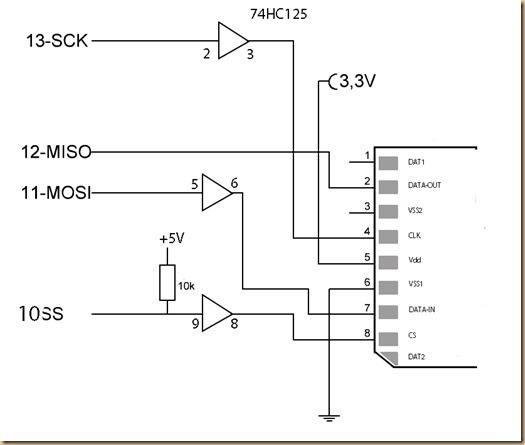 74HC125
13-SCK
2 3
3,3V
12-MISO
11-MOSI
5 6
+5V
10k
10SS
9 8
1 DAT1
2 DATA-OUT
3 VSS2
4 CLK
5 Vdd
6 VSS1
7 DATA-IN
8 CS
DAT2